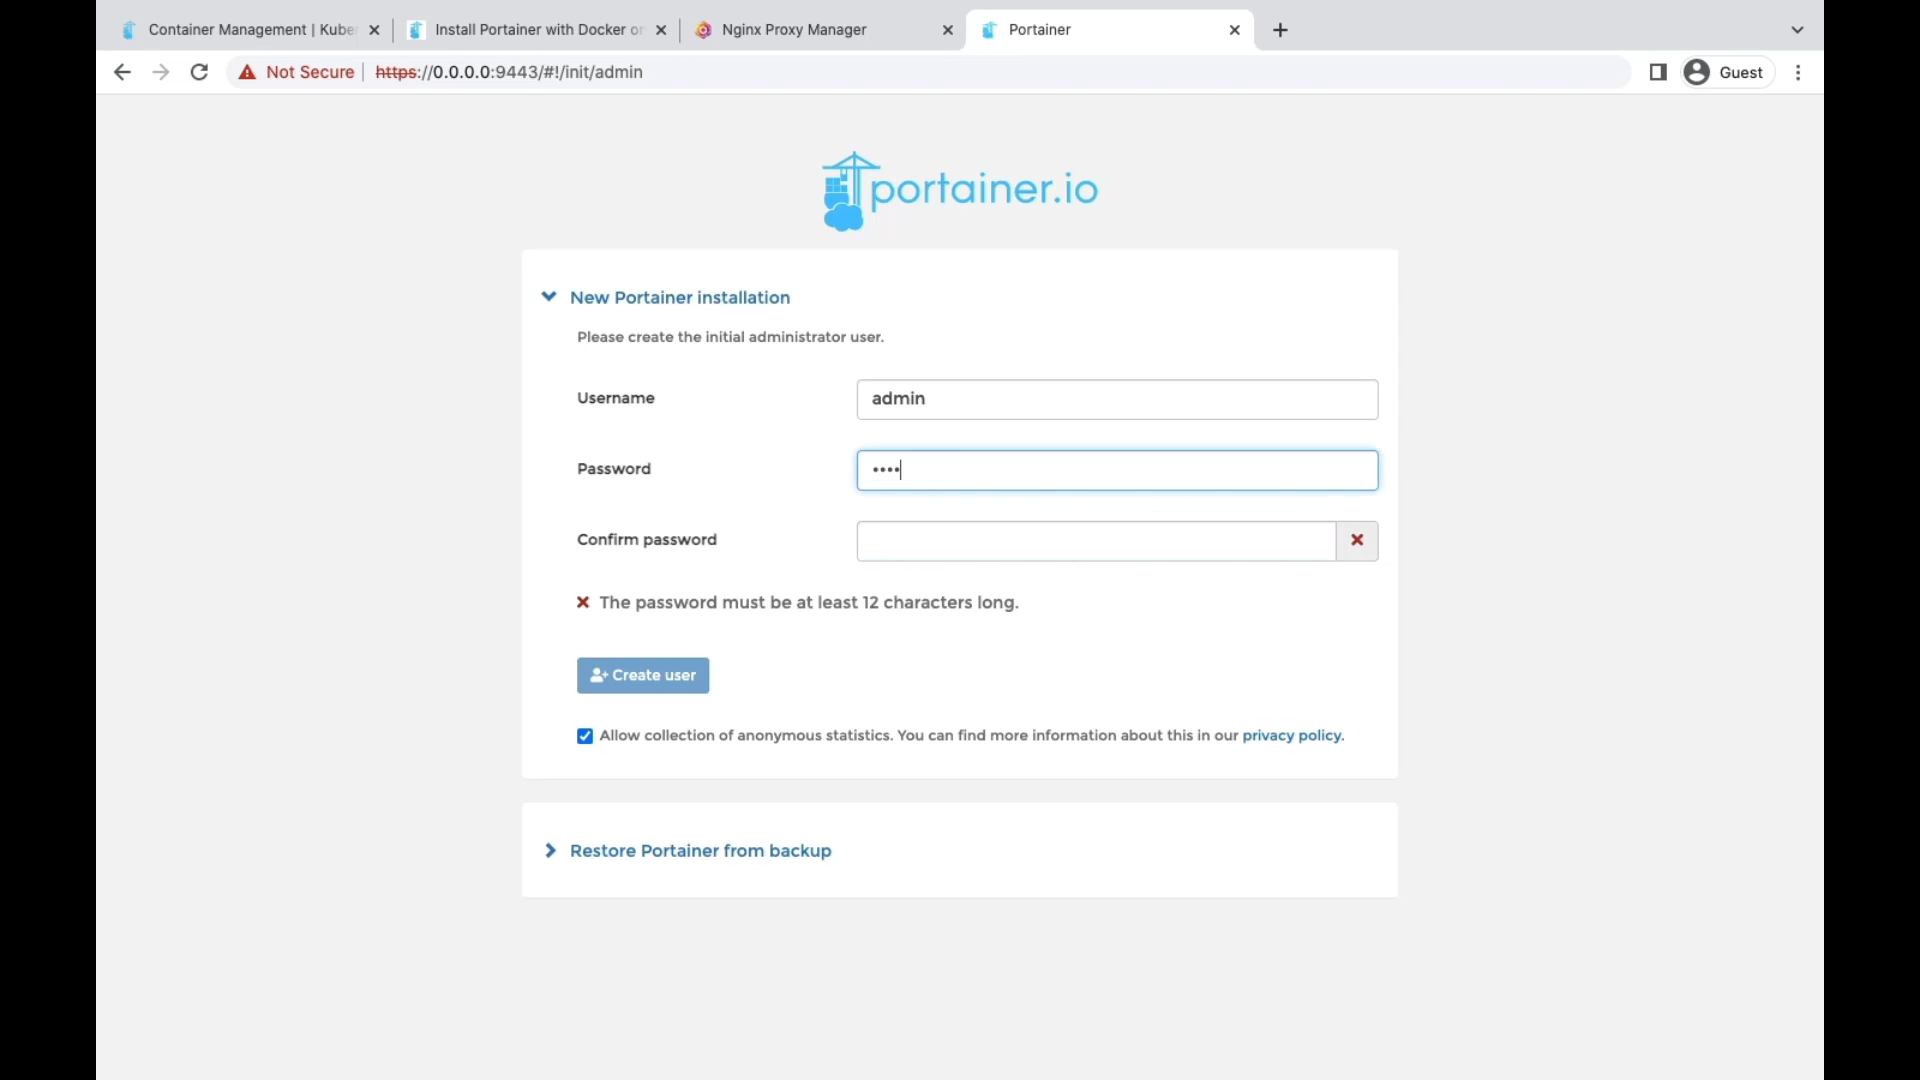 Container Management | Kuber
Install Portainer with Docker on
Nginx Proxy Manager
Portainer
Not Secure
https://0.0.0.0:9443/#!/init/admin
Guest
portainer.io
New Portainer installation
Please create the initial administrator user.
Username
admin
Password
••••
Confirm password
The password must be at least 12 characters long.
Create user
Allow collection of anonymous statistics. You can find more information about this in our privacy policy.
Restore Portainer from backup